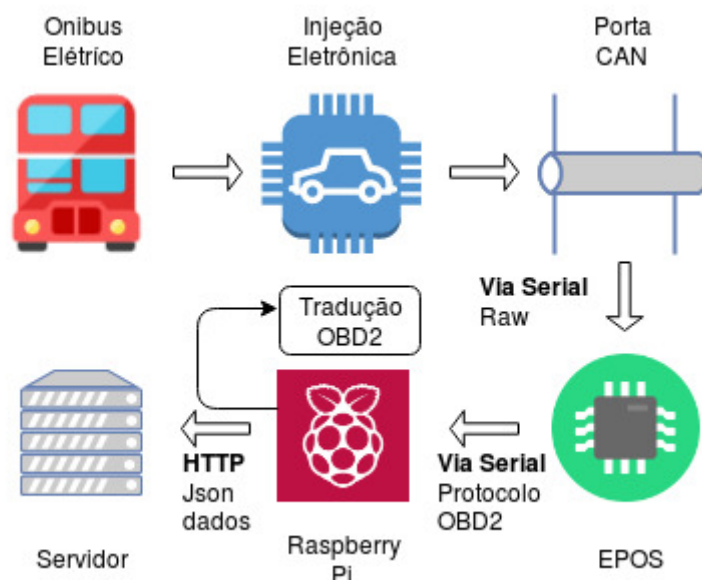 Onibus
Elétrico
Injeção
Eletrônica
Porta
CAN
Via Serial
Raw
Tradução
OBD2
HTTP
Json
dados
Via Serial
Protocolo
OBD2
Servidor
Raspberry
Pi
EPOS